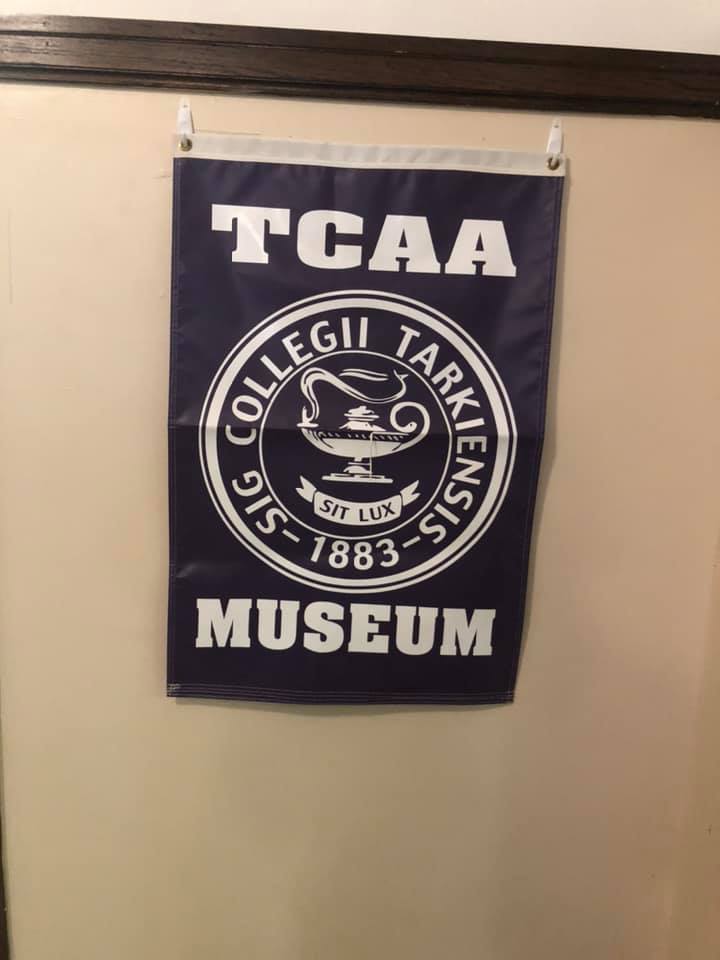 TCAA
SIG COLLEGII TARKIENSIS
SIT LUX
-1883-
MUSEUM